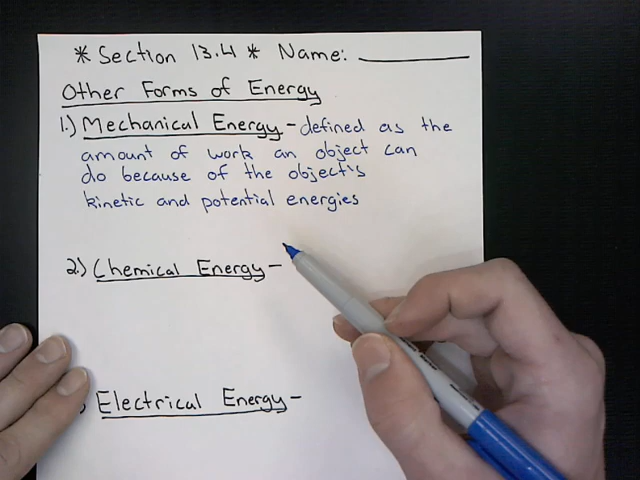 * Section 13.4 * Name: __________
Other Forms of Energy
1.) Mechanical Energy - defined as the
amount of work an object can
do because of the object's
kinetic and potential energies
2.) Chemical Energy -
Electrical Energy -